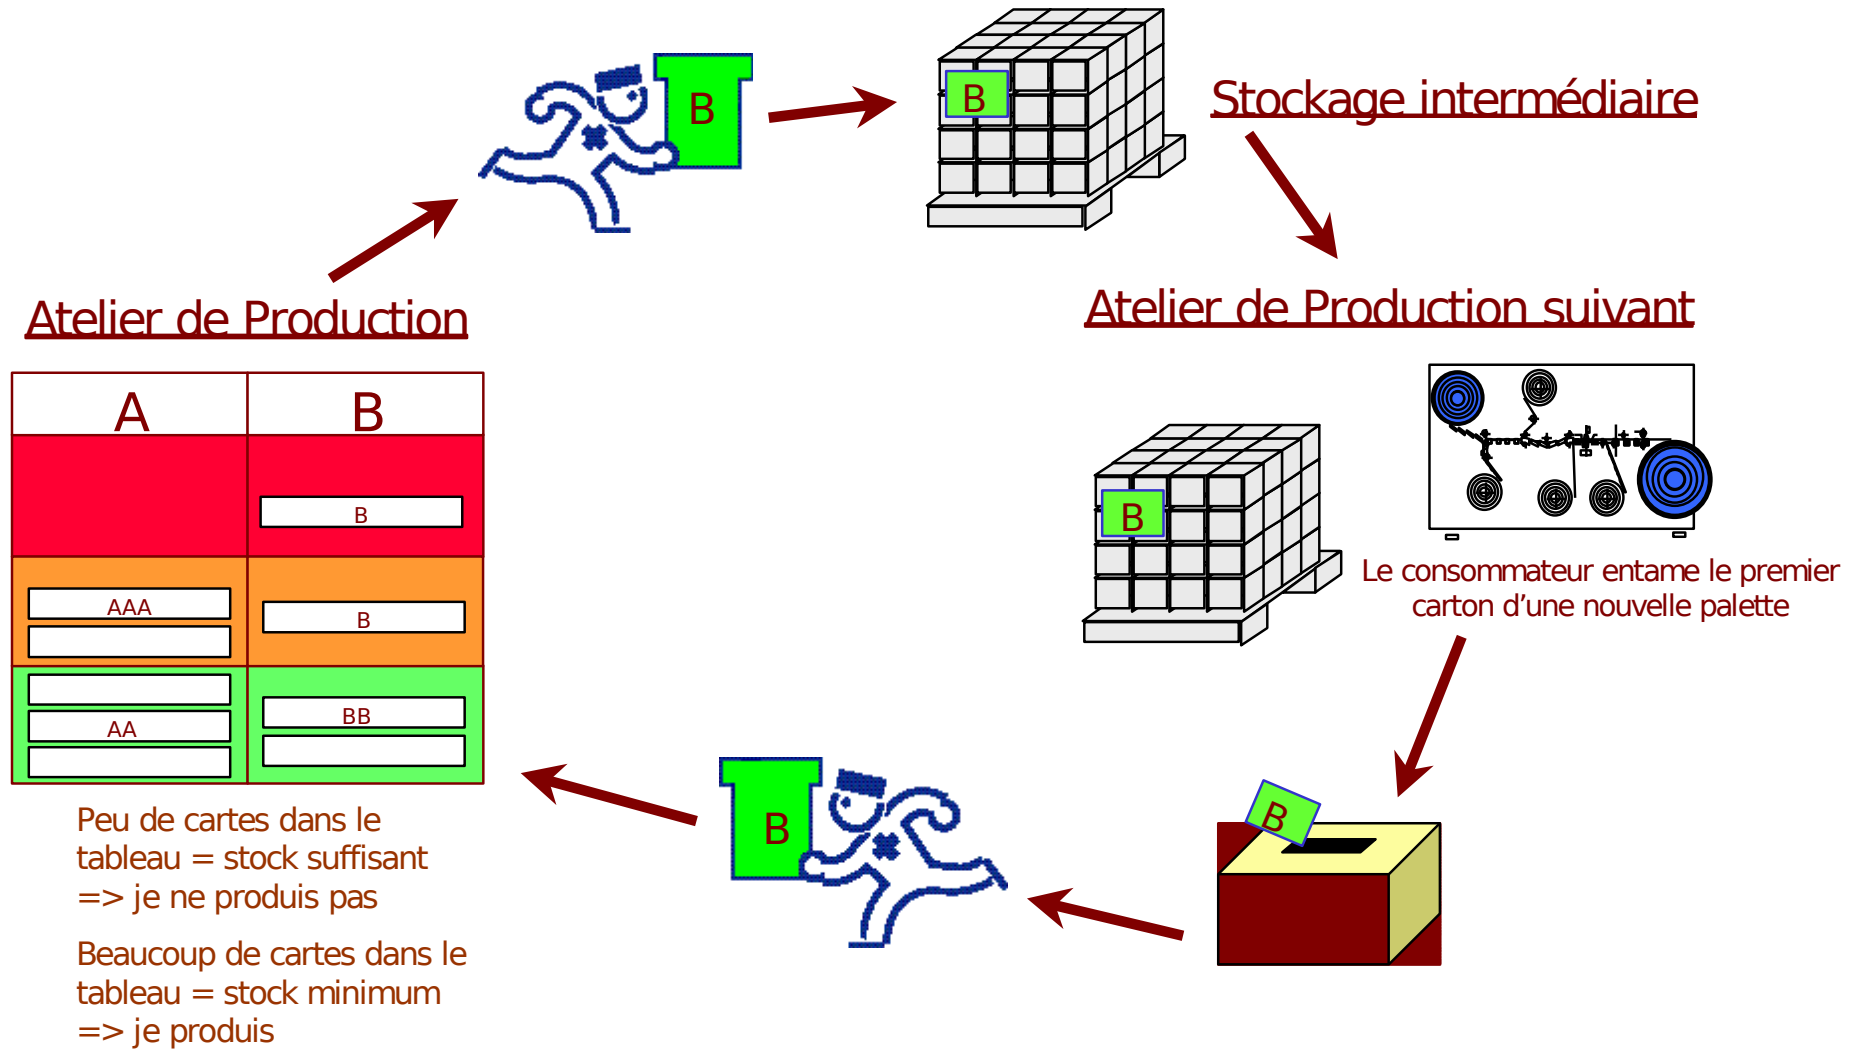 B
B
Stockage intermédiaire
Atelier de Production
Atelier de Production suivant
A
B
B
AAA
B
AA
BB
B
Le consommateur entame le premier
carton d’une nouvelle palette
B
B
Peu de cartes dans le
tableau = stock suffisant
=> je ne produis pas
Beaucoup de cartes dans le
tableau = stock minimum
=> je produis